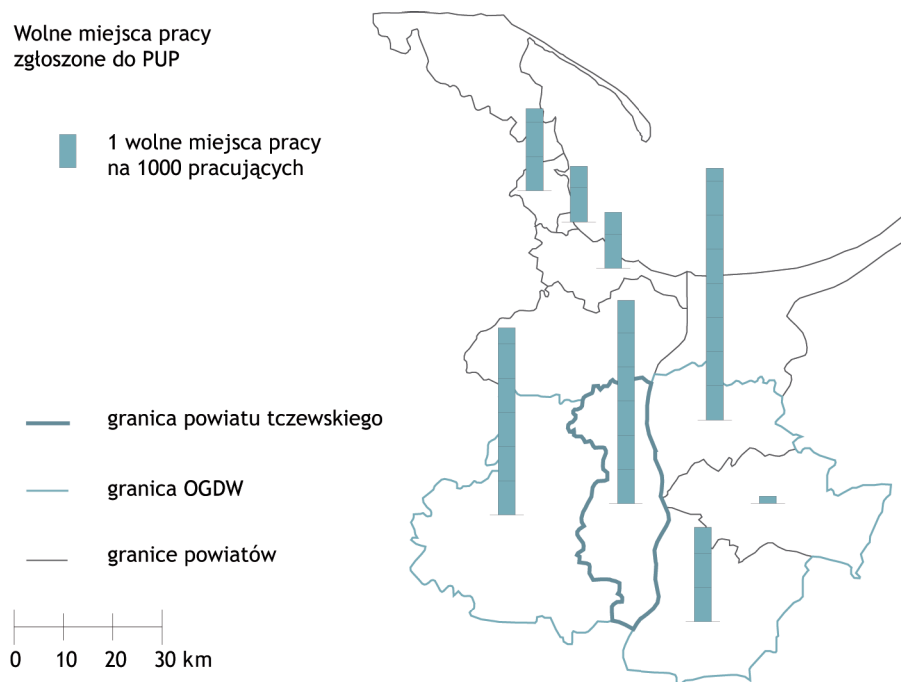 Wolne miejsca pracy
zgłoszone do PUP
1 wolne miejsca pracy
na 1000 pracujących
granica powiatu tczewskiego
granica OGDW
granice powiatów
0 10 20 30 km